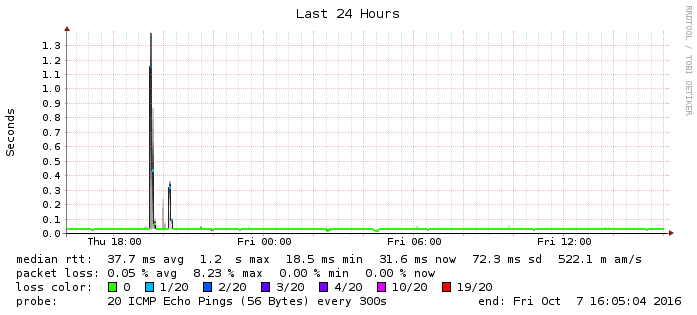 Last 24 Hours
RRDTOOL / TOBI OETIKER
Seconds
1.3
1.2
1.1
1.0
0.9
0.8
0.7
0.6
0.5
0.4
0.3
0.2
0.1
0.0
Thu 18:00 Fri 00:00 Fri 06:00 Fri 12:00
median rtt: 37.7 ms avg 1.2 s max 18.5 ms min 31.6 ms now 72.3 ms sd 522.1 m am/s
packet loss: 0.05 % avg 8.23 % max 0.00 % min 0.00 % now
loss color: 0 1/20 2/20 3/20 4/20 10/20 19/20
probe: 20 ICMP Echo Pings (56 Bytes) every 300s end: Fri Oct 7 16:05:04 2016